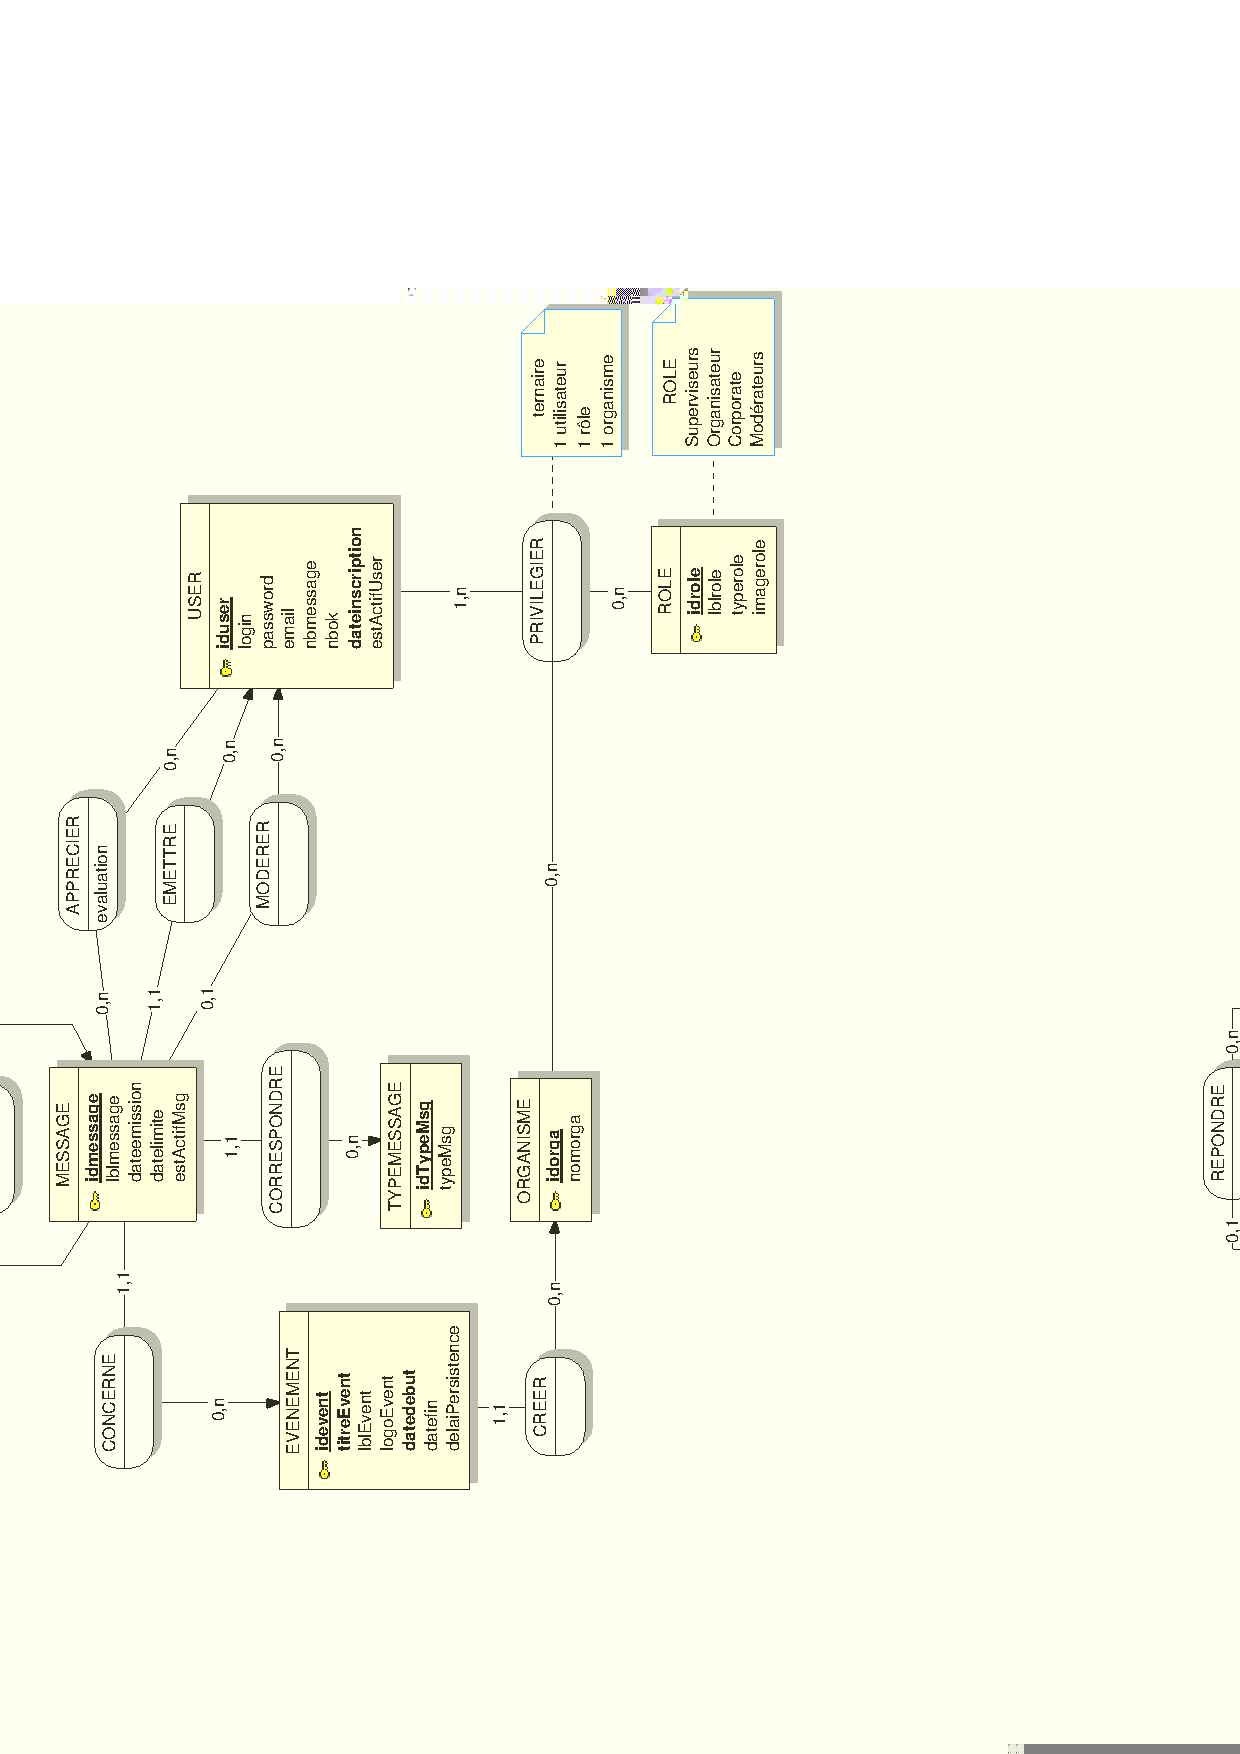 REPONDRE
0,1
0,n
CONCERNE
1,1
0,n
MESSAGE
idmessage
lblmessage
dateemission
datelimite
estActifMsg
0,n
1,1
0,1
APPRECIER
evaluation
EMETTRE
MODERER
0,n
0,n
0,n
USER
iduser
login
password
email
nbmessage
nbok
dateinscription
estActifUser
1,1
CORRESPONDRE
0,n
TYPEMESSAGE
idTypeMsg
typeMsg
EVENEMENT
idevent
titreEvent
lblEvent
logoEvent
datedebut
datefin
delaiPersistence
1,1
CREER
0,n
ORGANISME
idorga
nomorga
0,n
1,n
PRIVILEGIER
0,n
ROLE
idrole
lblrole
typerole
imagerole
ternaire
1 utilisateur
1 rôle
1 organisme
ROLE
Superviseurs
Organisateur
Corporate
Modérateurs